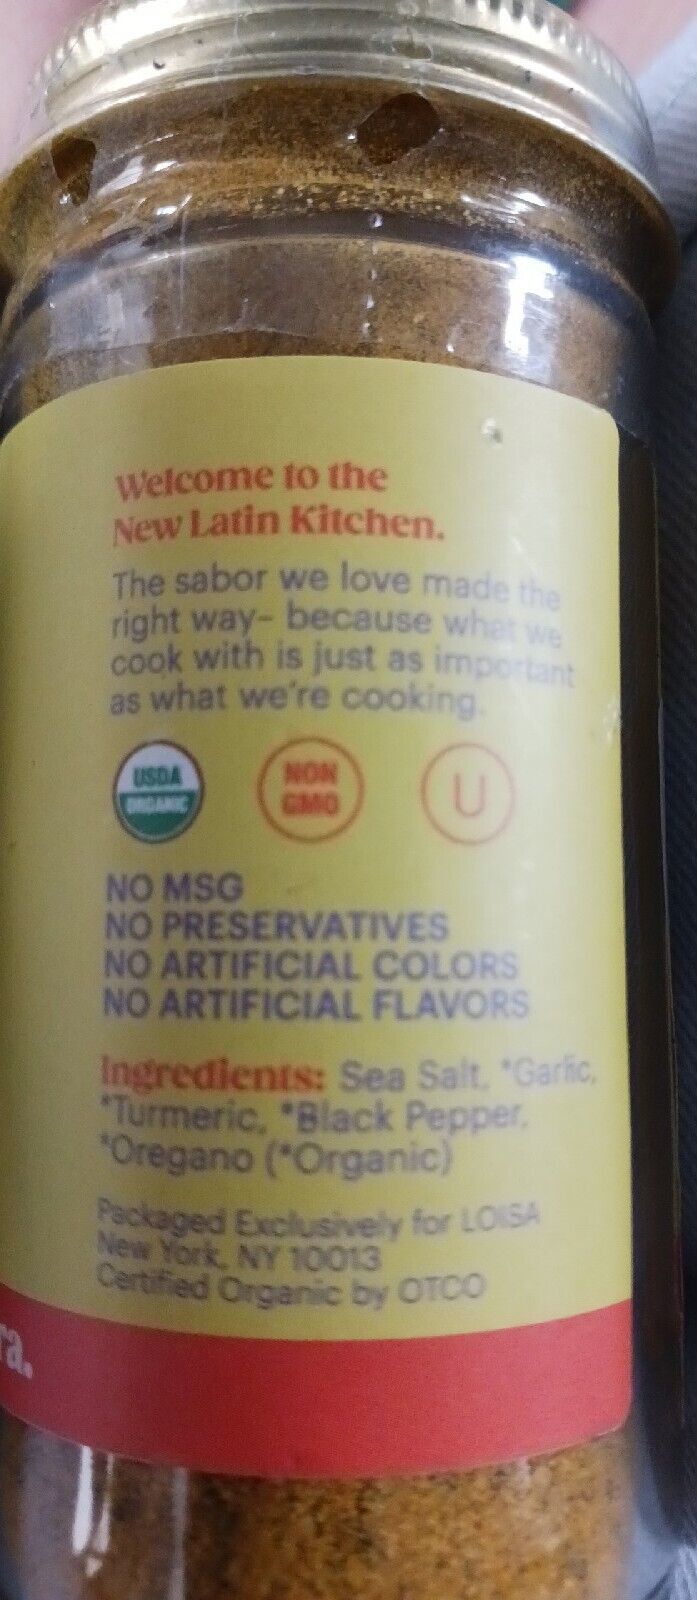 Welcome to the
New Latin Kitchen.
The sabor we love made the
right way– because what we
cook with is just as important
as what we're cooking.
USDA
ORGANIC
NON
GMO
U
NO MSG
NO PRESERVATIVES
NO ARTIFICIAL COLORS
NO ARTIFICIAL FLAVORS
Ingredients: Sea Salt, *Garlic,
*Turmeric, *Black Pepper,
*Oregano (*Organic)
Packaged Exclusively for LOISA
New York, NY 10013
Certified Organic by OTCO
ra.